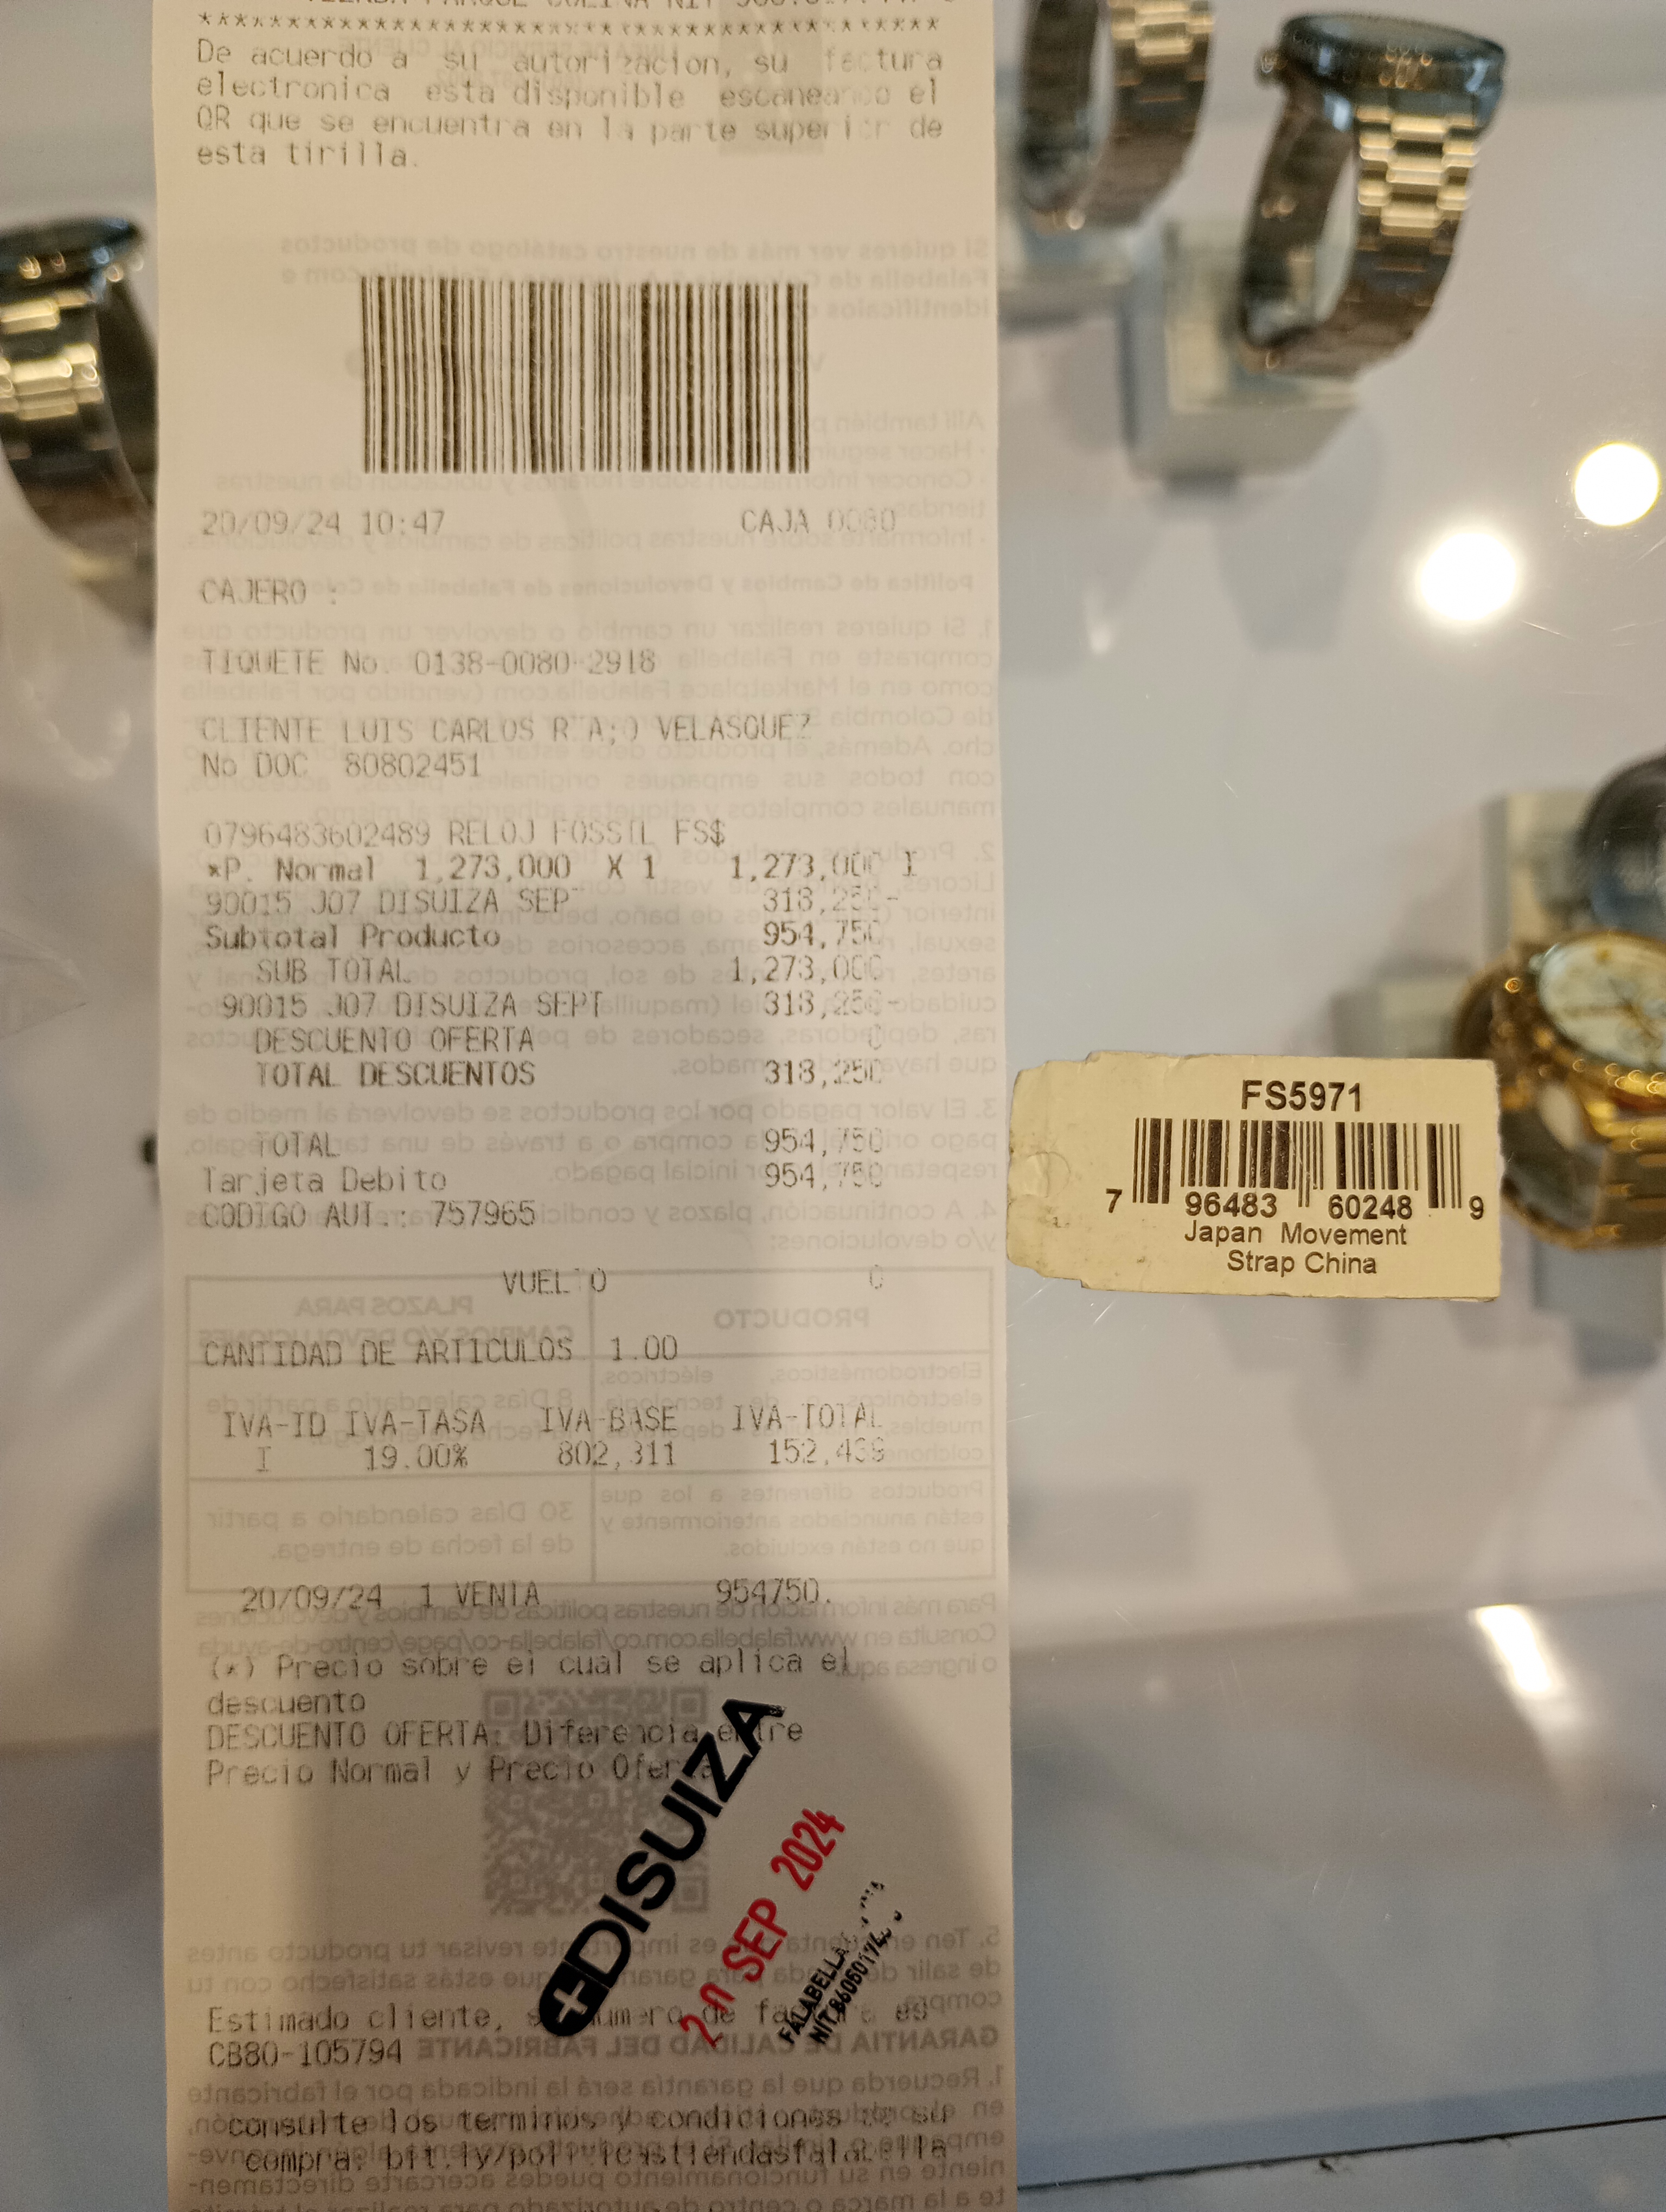 ***********************************************
De acuerdo a su autorizacion, su factura
electronica esta disponible escaneando el
QR que se encuentra en la parte superior de
esta tirilla.
20/09/24 10:47 CAJA 0080
CAJERO :
TIQUETE No. 0138-0080-2918
CLIENTE LUIS CARLOS VELASQUEZ
No DOC 80802451
0796483602489 RELOJ FOSSIL FS$
*P. Normal 1,273,000 X 1 1,273,000 I
90015 J07 DISUIZA SEPT 318,250-
Subtotal Producto 954,750
SUB TOTAL 1,273,000
90015 J07 DISUIZA SEPT 318,250-
DESCUENTO OFERTA 0
TOTAL DESCUENTOS 318,250
TOTAL 954,750
Tarjeta Debito 954,750
CODIGO AUT.: 757965
VUELTO 0
CANTIDAD DE ARTICULOS 1.00
IVA-ID IVA-TASA IVA-BASE IVA-TOTAL
I 19.00% 802,311 152,439
20/09/24 1 VENTA 954750.
(*) Precio sobre el cual se aplica el
descuento
DESCUENTO OFERTA: Diferencia entre
Precio Normal y Precio Oferta
DISUIZA
20 SEP 2024
FALABELLA
Estimado cliente, su numero de factura es
CB80-105794
consulte los terminos y condiciones de su
compra: bit.ly/politicastiendasfalabella
FS5971
7 96483 60248 9
Japan Movement
Strap China